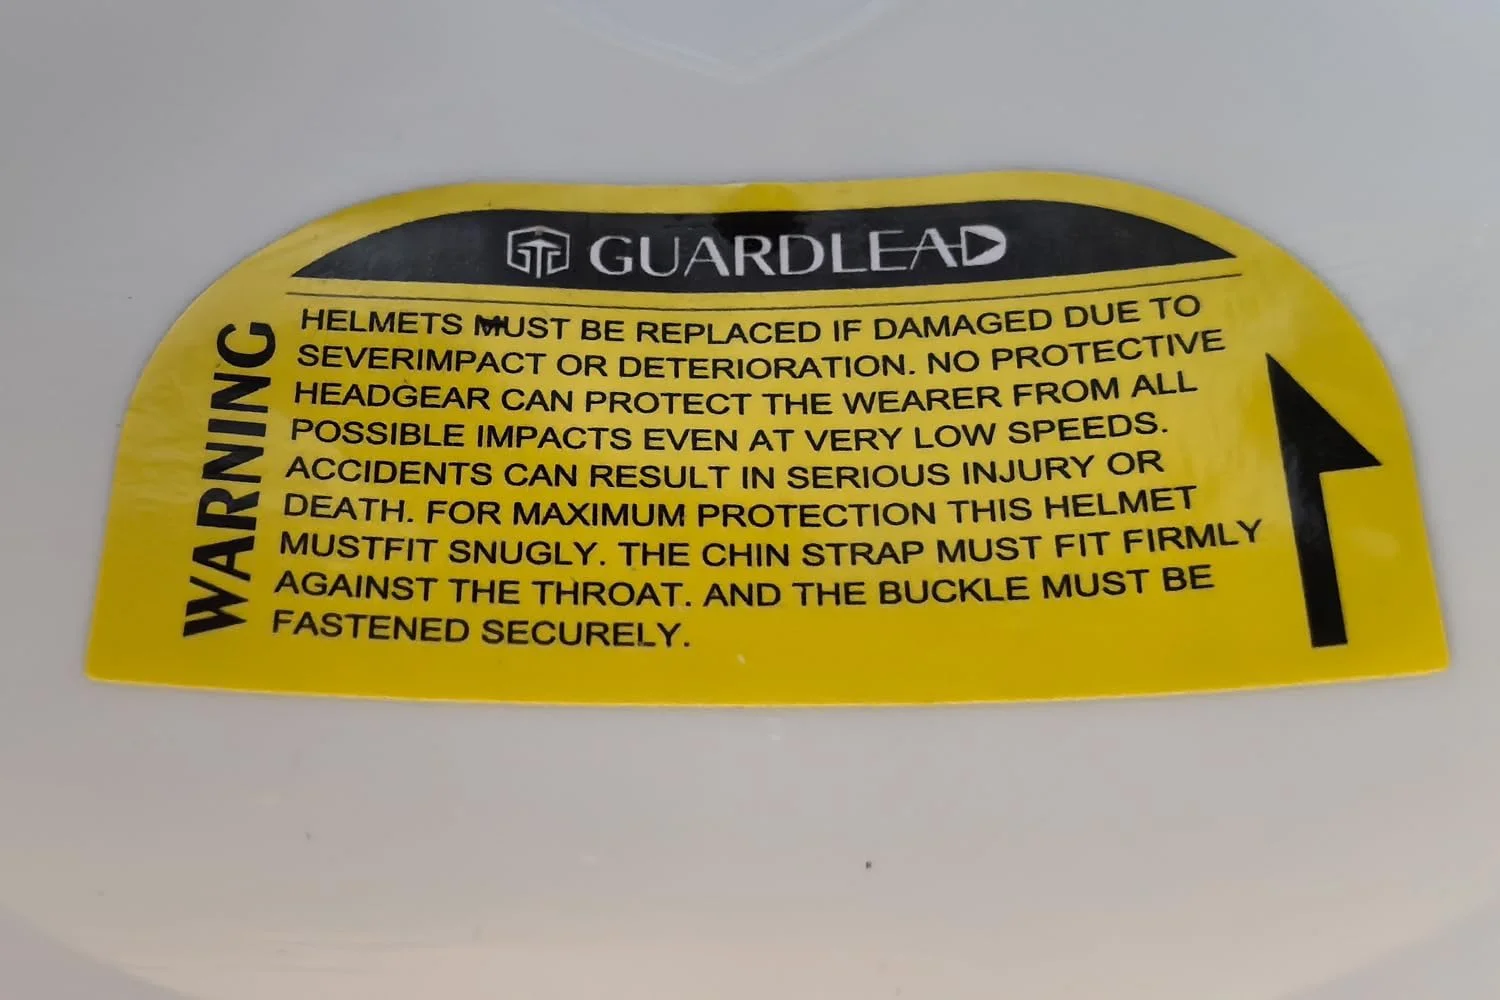 GUARDLEAD
WARNING
HELMETS MUST BE REPLACED IF DAMAGED DUE TO
SEVERIMPACT OR DETERIORATION. NO PROTECTIVE
HEADGEAR CAN PROTECT THE WEARER FROM ALL
POSSIBLE IMPACTS EVEN AT VERY LOW SPEEDS.
ACCIDENTS CAN RESULT IN SERIOUS INJURY OR
DEATH. FOR MAXIMUM PROTECTION THIS HELMET
MUSTFIT SNUGLY. THE CHIN STRAP MUST FIT FIRMLY
AGAINST THE THROAT. AND THE BUCKLE MUST BE
FASTENED SECURELY.